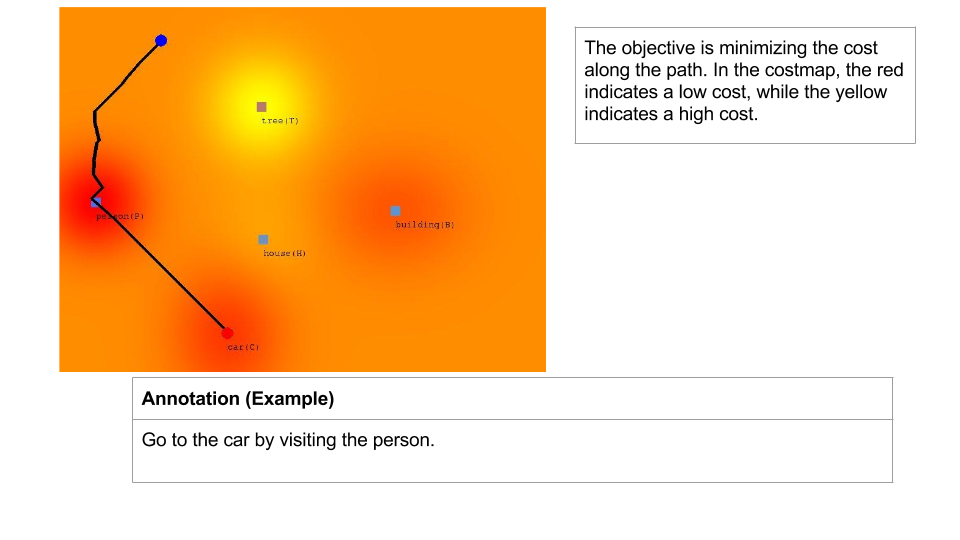 The objective is minimizing the cost
along the path. In the costmap, the red
indicates a low cost, while the yellow
indicates a high cost.
tree(T)
person(P)
building(B)
house(H)
car(C)
Annotation (Example)
Go to the car by visiting the person.